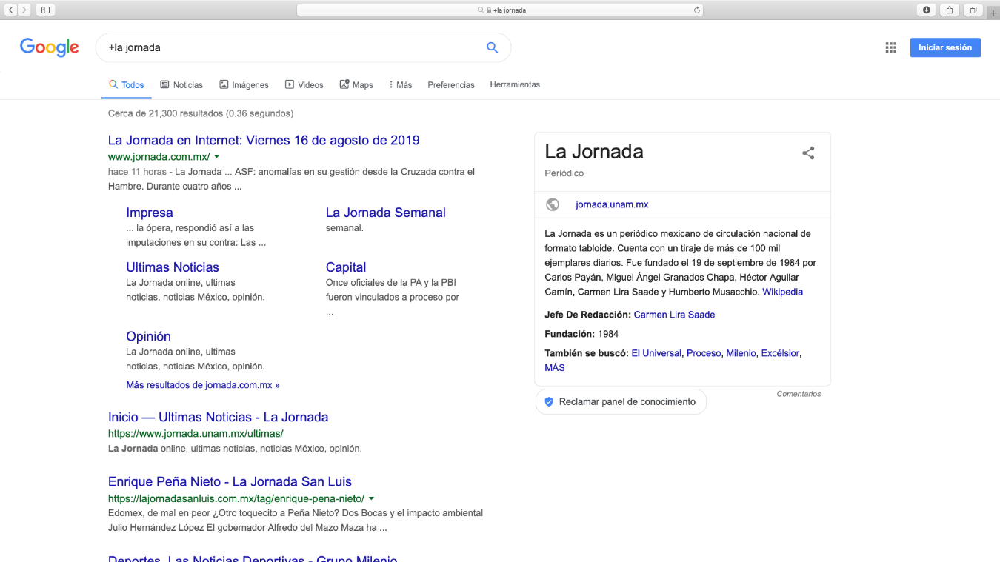 +la jornada
Google
+la jornada
Iniciar sesión
Todos Noticias Imágenes Videos Maps Más Preferencias Herramientas
Cerca de 21,300 resultados (0.36 segundos)
La Jornada en Internet: Viernes 16 de agosto de 2019
www.jornada.com.mx/
hace 11 horas - La Jornada ... ASF: anomalías en su gestión desde la Cruzada contra el
Hambre. Durante cuatro años ...
Impresa
... la ópera, respondió así a las
imputaciones en su contra: Las ...
La Jornada Semanal
semanal.
Ultimas Noticias
La Jornada online, ultimas
noticias, noticias México, opinión.
Capital
Once oficiales de la PA y la PBI
fueron vinculados a proceso por
...
Opinión
La Jornada online, ultimas
noticias, noticias México, opinión.
Más resultados de jornada.com.mx »
Inicio — Ultimas Noticias - La Jornada
https://www.jornada.unam.mx/ultimas/
La Jornada online, ultimas noticias, noticias México, opinión.
Enrique Peña Nieto - La Jornada San Luis
https://lajornadasanluis.com.mx/tag/enrique-pena-nieto/
Edomex, de mal en peor ¿Otro toquecito a Peña Nieto? Dos Bocas y el impacto ambiental
Julio Hernández López El gobernador Alfredo del Mazo Maza ha ...
Deportes, Las Noticias Deportivas - Grupo Milenio
La Jornada
Periódico
jornada.unam.mx
La Jornada es un periódico mexicano de circulación nacional de
formato tabloide. Cuenta con un tiraje de más de 100 mil
ejemplares diarios. Fue fundado el 19 de septiembre de 1984 por
Carlos Payán, Miguel Ángel Granados Chapa, Héctor Aguilar
Camín, Carmen Lira Saade y Humberto Musacchio. Wikipedia
Jefe De Redacción: Carmen Lira Saade
Fundación: 1984
También se buscó: El Universal, Proceso, Milenio, Excélsior,
MÁS
Comentarios
Reclamar panel de conocimiento